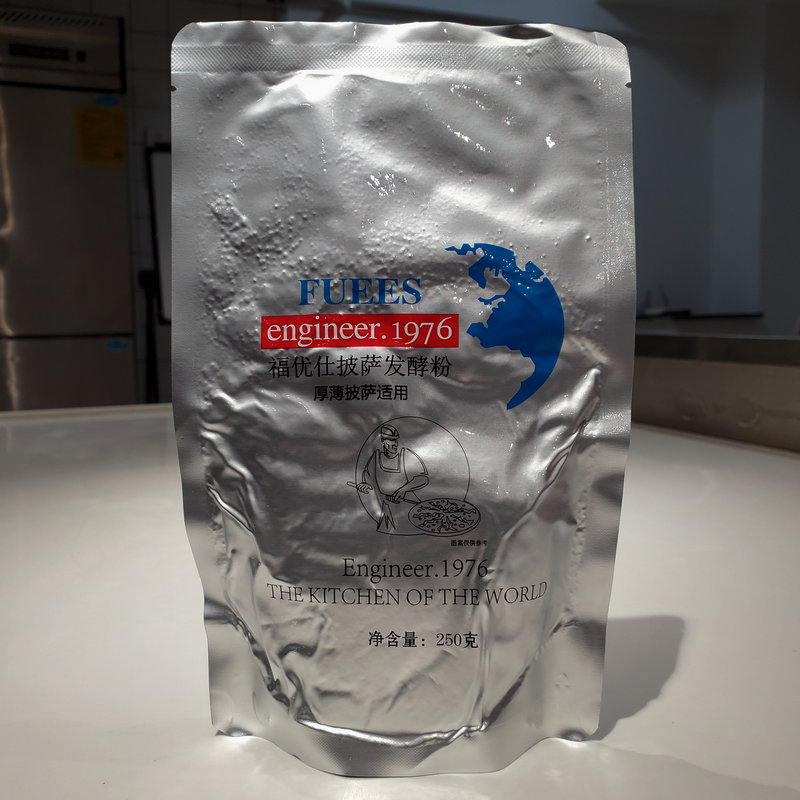 FUEES
engineer.1976
福优仕披萨发酵粉
厚薄披萨适用
图案仅供参考
Engineer.1976
THE KITCHEN OF THE WORLD
净含量：250克